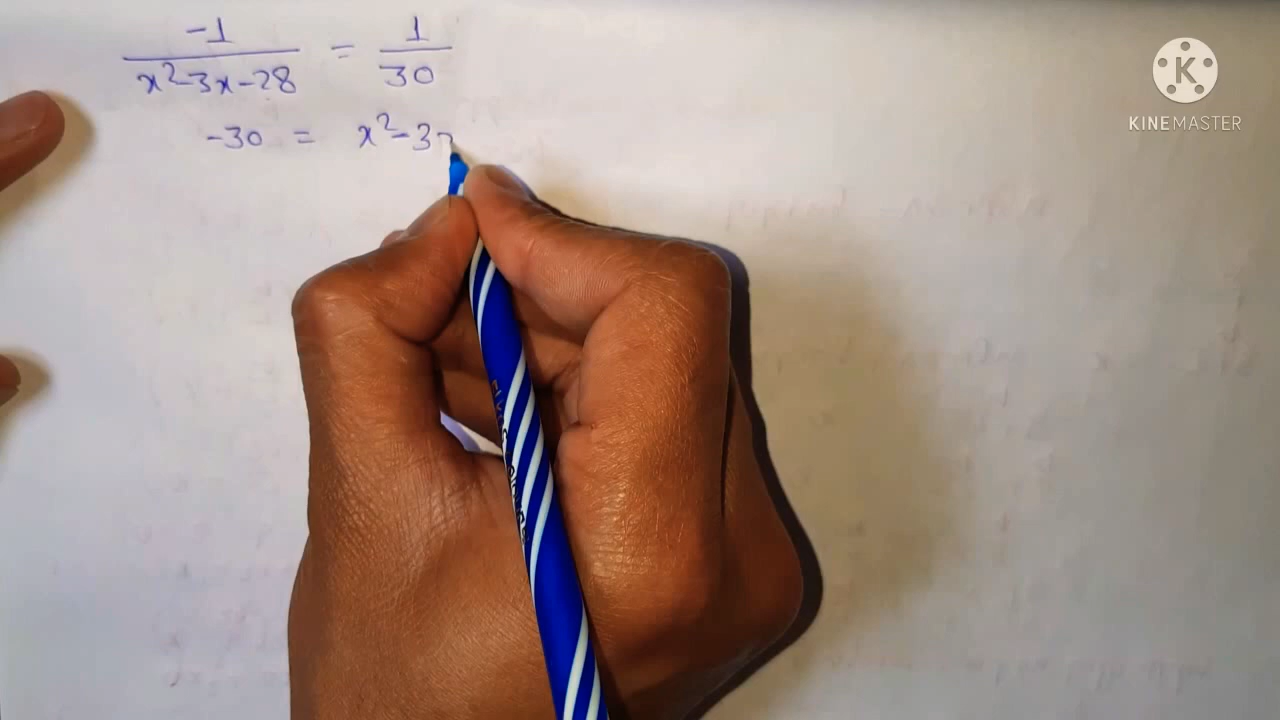 -1 / x²-3x-28 = 1 / 30
-30 = x²-3
K
KINEMASTER